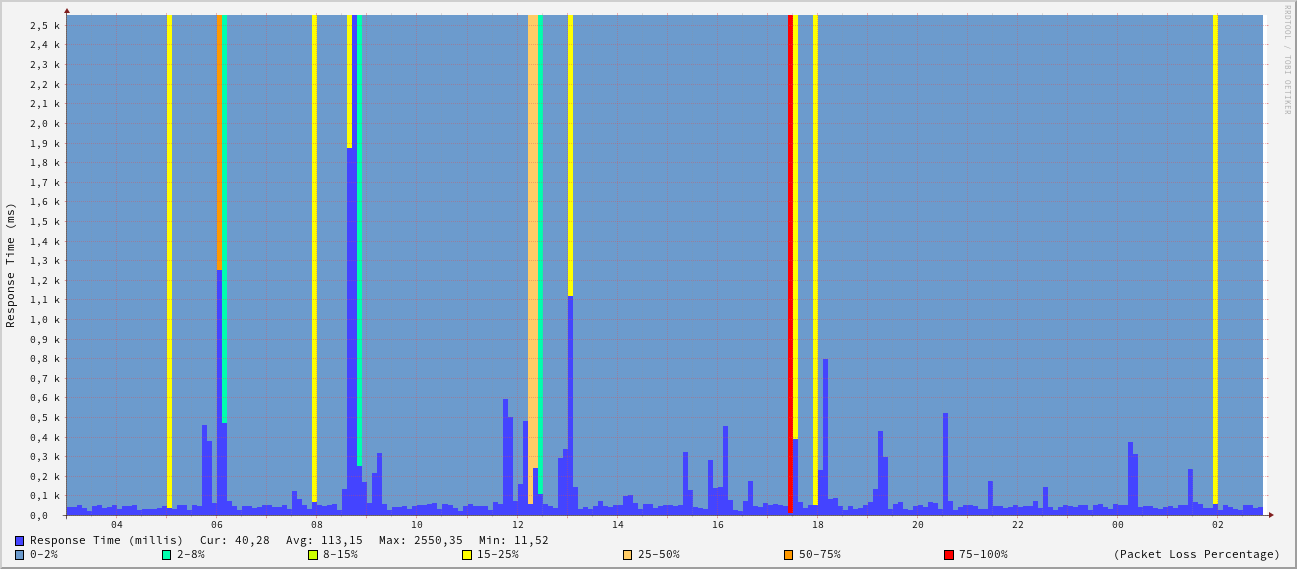 2,5 k
2,4 k
2,3 k
2,2 k
2,1 k
2,0 k
1,9 k
1,8 k
1,7 k
1,6 k
1,5 k
1,4 k
1,3 k
1,2 k
1,1 k
1,0 k
0,9 k
0,8 k
0,7 k
0,6 k
0,5 k
0,4 k
0,3 k
0,2 k
0,1 k
0,0
Response Time (ms)
RRDTOOL / TOBI OETIKER
04 06 08 10 12 14 16 18 20 22 00 02
Response Time (millis) Cur: 40,28 Avg: 113,15 Max: 2550,35 Min: 11,52
0-2% 2-8% 8-15% 15-25% 25-50% 50-75% 75-100% (Packet Loss Percentage)